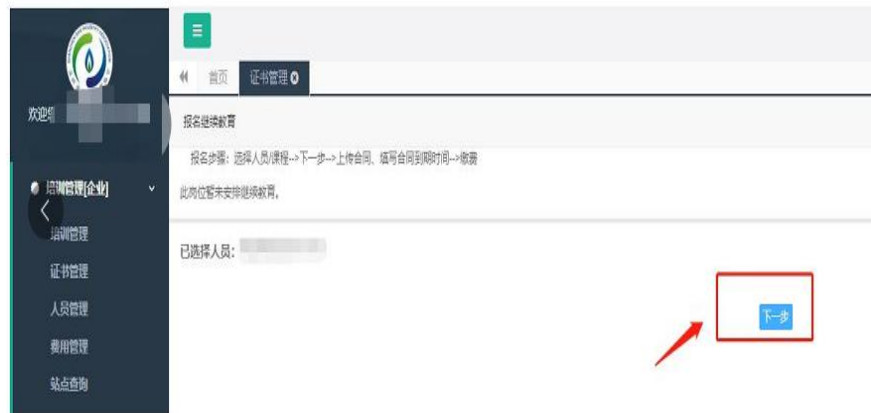 首页
证书管理
欢迎
报名继续教育
报名步骤：选择人员/课程-->下一步-->上传合同、填写合同到期时间-->缴费
培训管理[企业]
此岗位暂未安排继续教育。
培训管理
已选择人员：
证书管理
人员管理
下一步
费用管理
站点查询